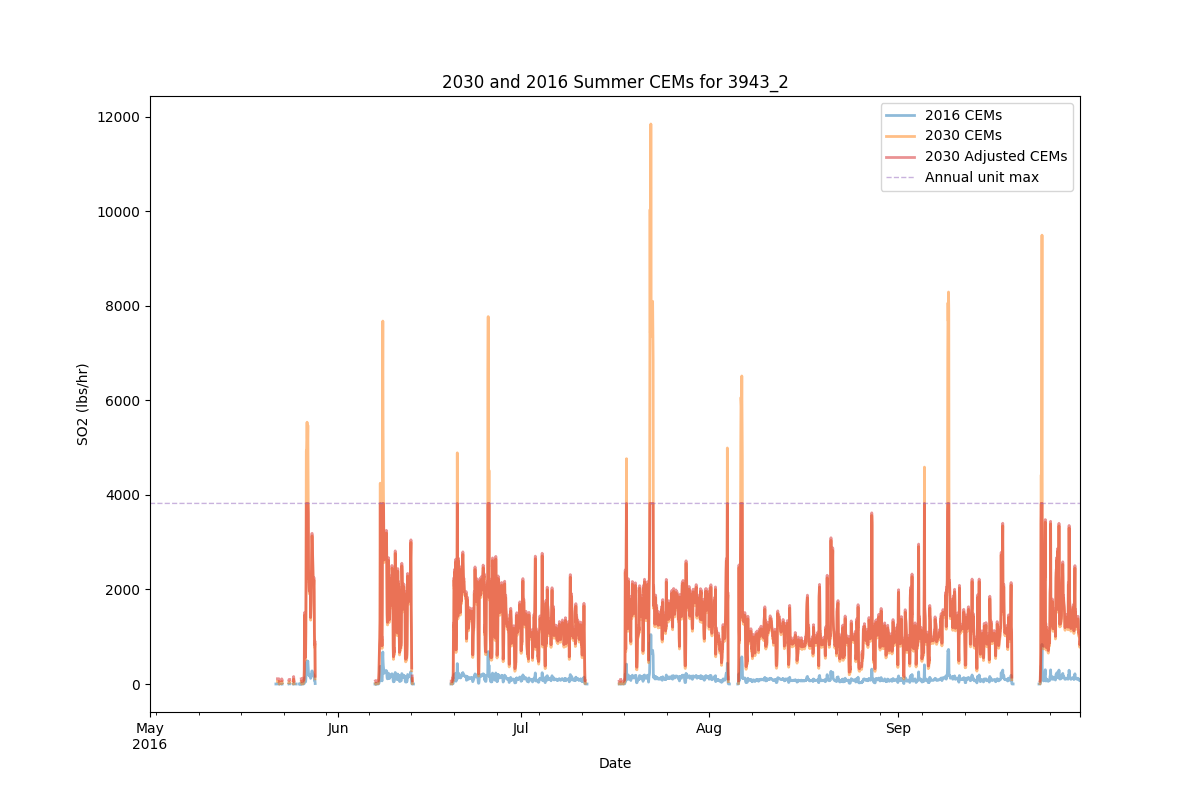 2030 and 2016 Summer CEMs for 3943_2
2016 CEMs
2030 CEMs
2030 Adjusted CEMs
Annual unit max
12000
10000
8000
6000
4000
2000
0
SO2 (lbs/hr)
May
2016
Jun
Jul
Aug
Sep
Date